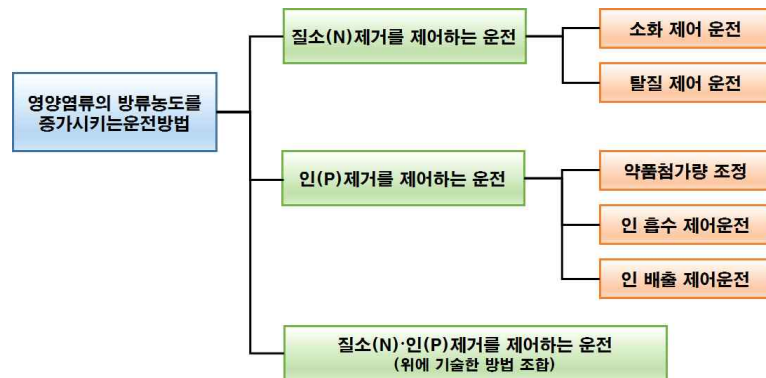 영양염류의 방류농도를
증가시키는운전방법
질소(N)제거를 제어하는 운전
소화 제어 운전
탈질 제어 운전
인(P)제거를 제어하는 운전
약품첨가량 조정
인 흡수 제어운전
인 배출 제어운전
질소(N)·인(P)제거를 제어하는 운전
(위에 기술한 방법 조합)